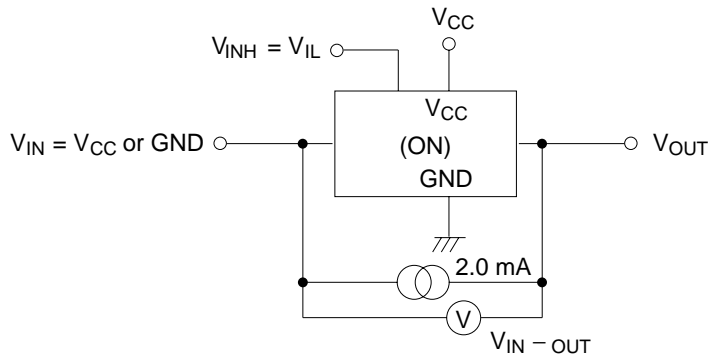 VCC
VINH = VIL
VCC
VIN = VCC or GND
(ON)
VOUT
GND
2.0 mA
V
VIN – OUT